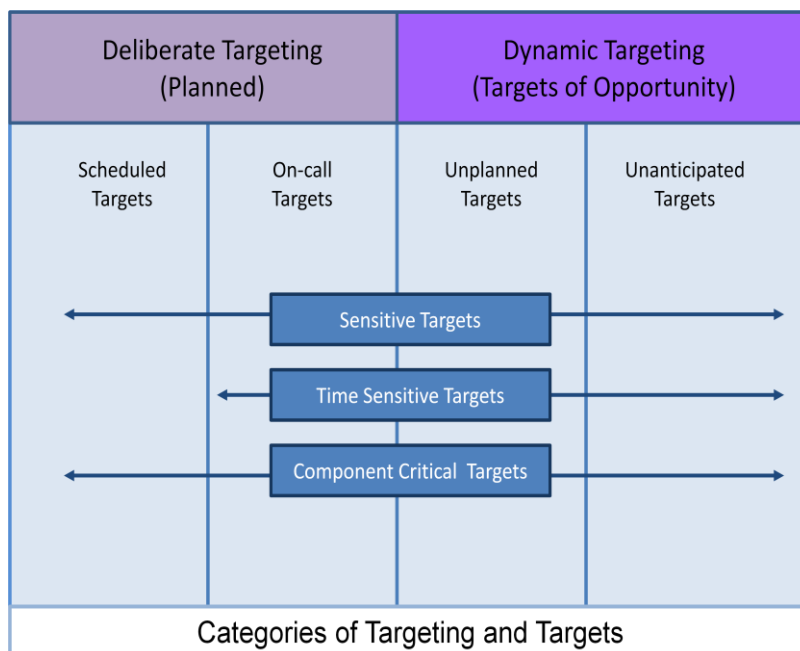 Deliberate Targeting
(Planned)
Dynamic Targeting
(Targets of Opportunity)
Scheduled
Targets
On-call
Targets
Unplanned
Targets
Unanticipated
Targets
Sensitive Targets
Time Sensitive Targets
Component Critical Targets
Categories of Targeting and Targets